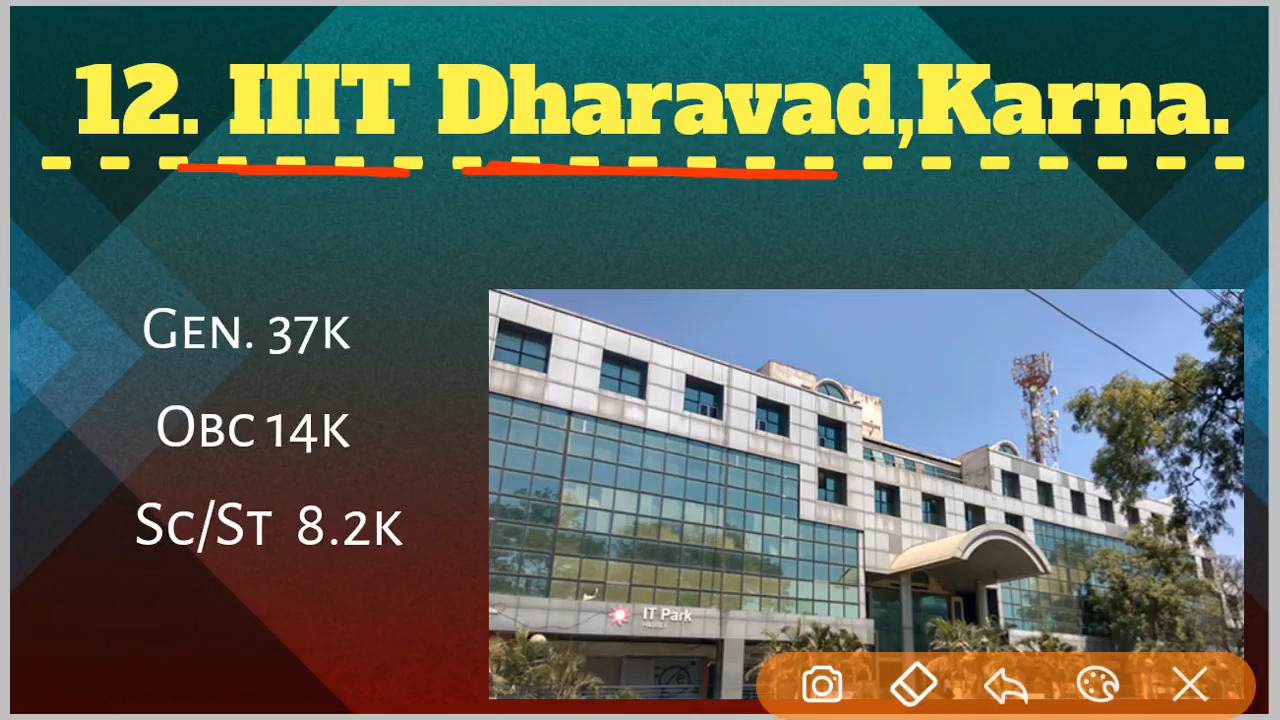 12. IIIT Dharavad,Karna.
Gen. 37k
Obc 14k
Sc/St 8.2k
IT Park